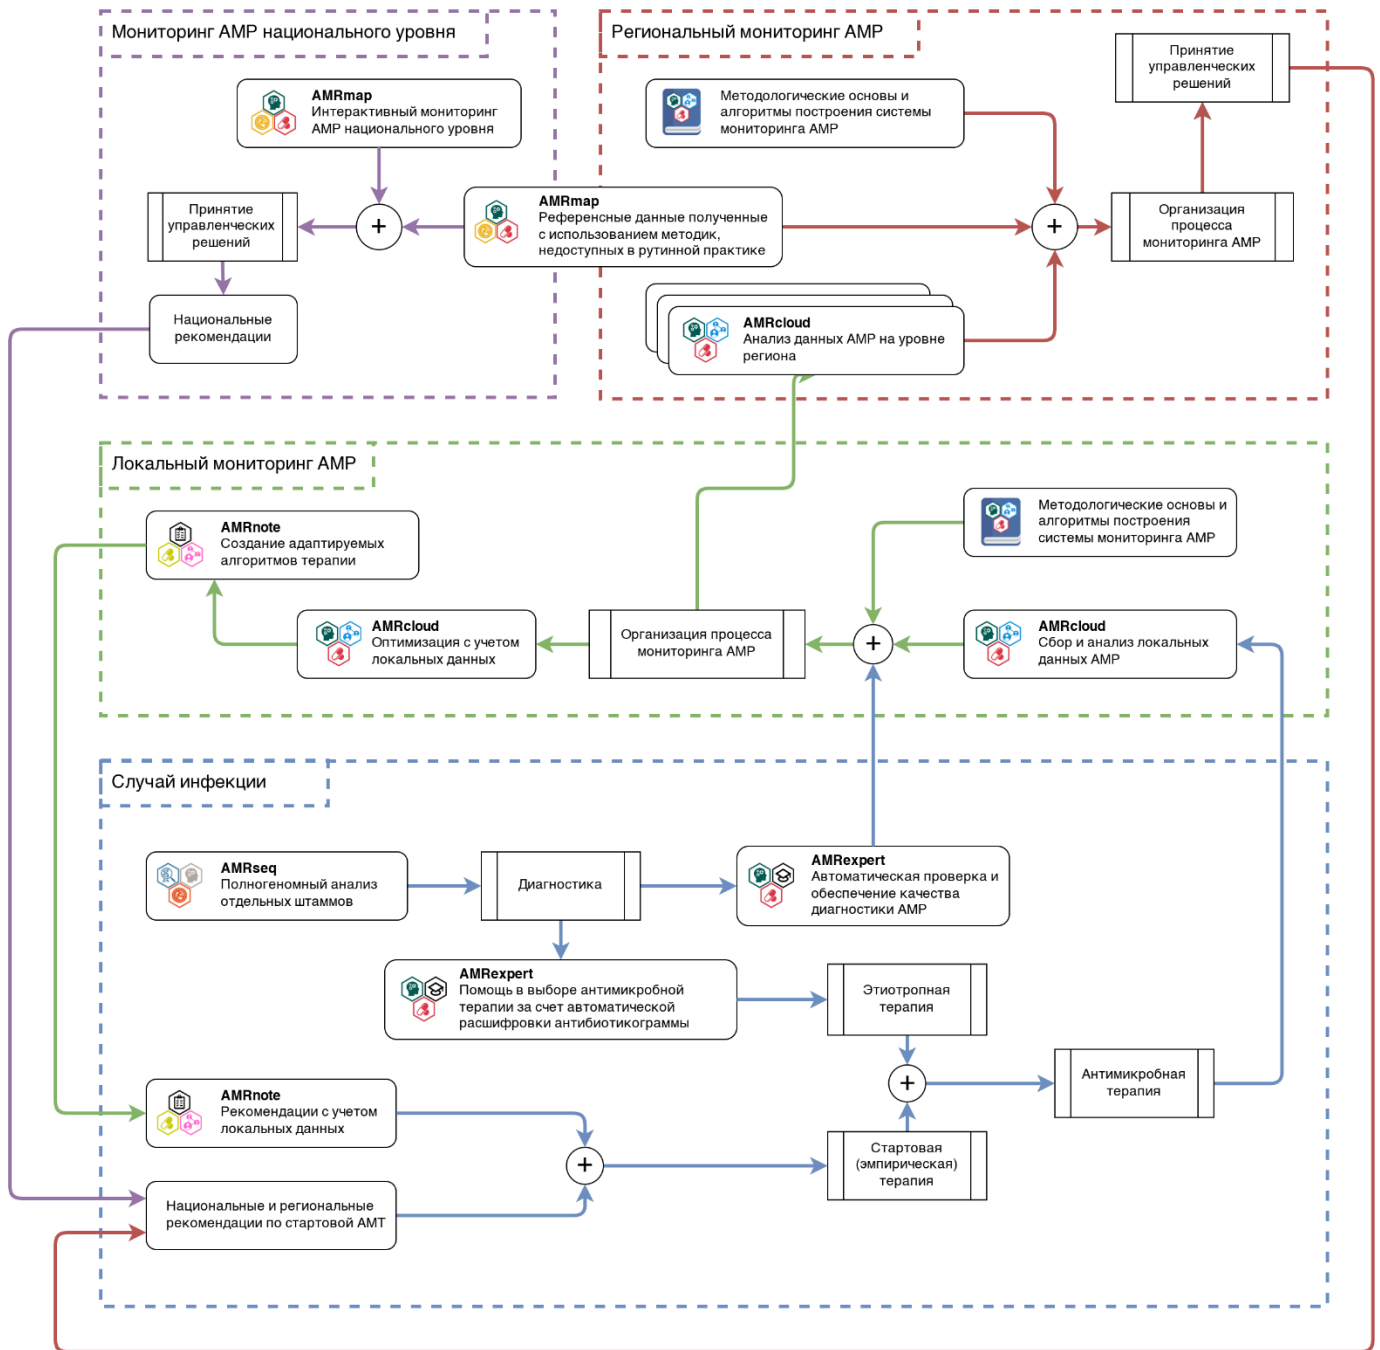 Мониторинг АМР национального уровня
AMRmap
Интерактивный мониторинг
АМР национального уровня
Принятие
управленческих
решений
+
Национальные
рекомендации
AMRmap
Референсные данные полученные
с использованием методик,
недоступных в рутинной практике
Региональный мониторинг АМР
Методологические основы и
алгоритмы построения системы
мониторинга АМР
Принятие
управленческих
решений
+
Организация
процесса
мониторинга АМР
AMRcloud
Анализ данных АМР на уровне
региона
Локальный мониторинг АМР
AMRnote
Создание адаптируемых
алгоритмов терапии
Методологические основы и
алгоритмы построения
системы мониторинга АМР
AMRcloud
Оптимизация с учетом
локальных данных
Организация процесса
мониторинга АМР
+
AMRcloud
Сбор и анализ локальных
данных АМР
Случай инфекции
AMRseq
Полногеномный анализ
отдельных штаммов
Диагностика
AMRexpert
Автоматическая проверка и
обеспечение качества
диагностики АМР
AMRexpert
Помощь в выборе антимикробной
терапии за счет автоматической
расшифровки антибиотикограммы
Этиотропная
терапия
+
Антимикробная
терапия
AMRnote
Рекомендации с учетом
локальных данных
+
Стартовая
(эмпирическая)
терапия
Национальные и региональные
рекомендации по стартовой АМТ